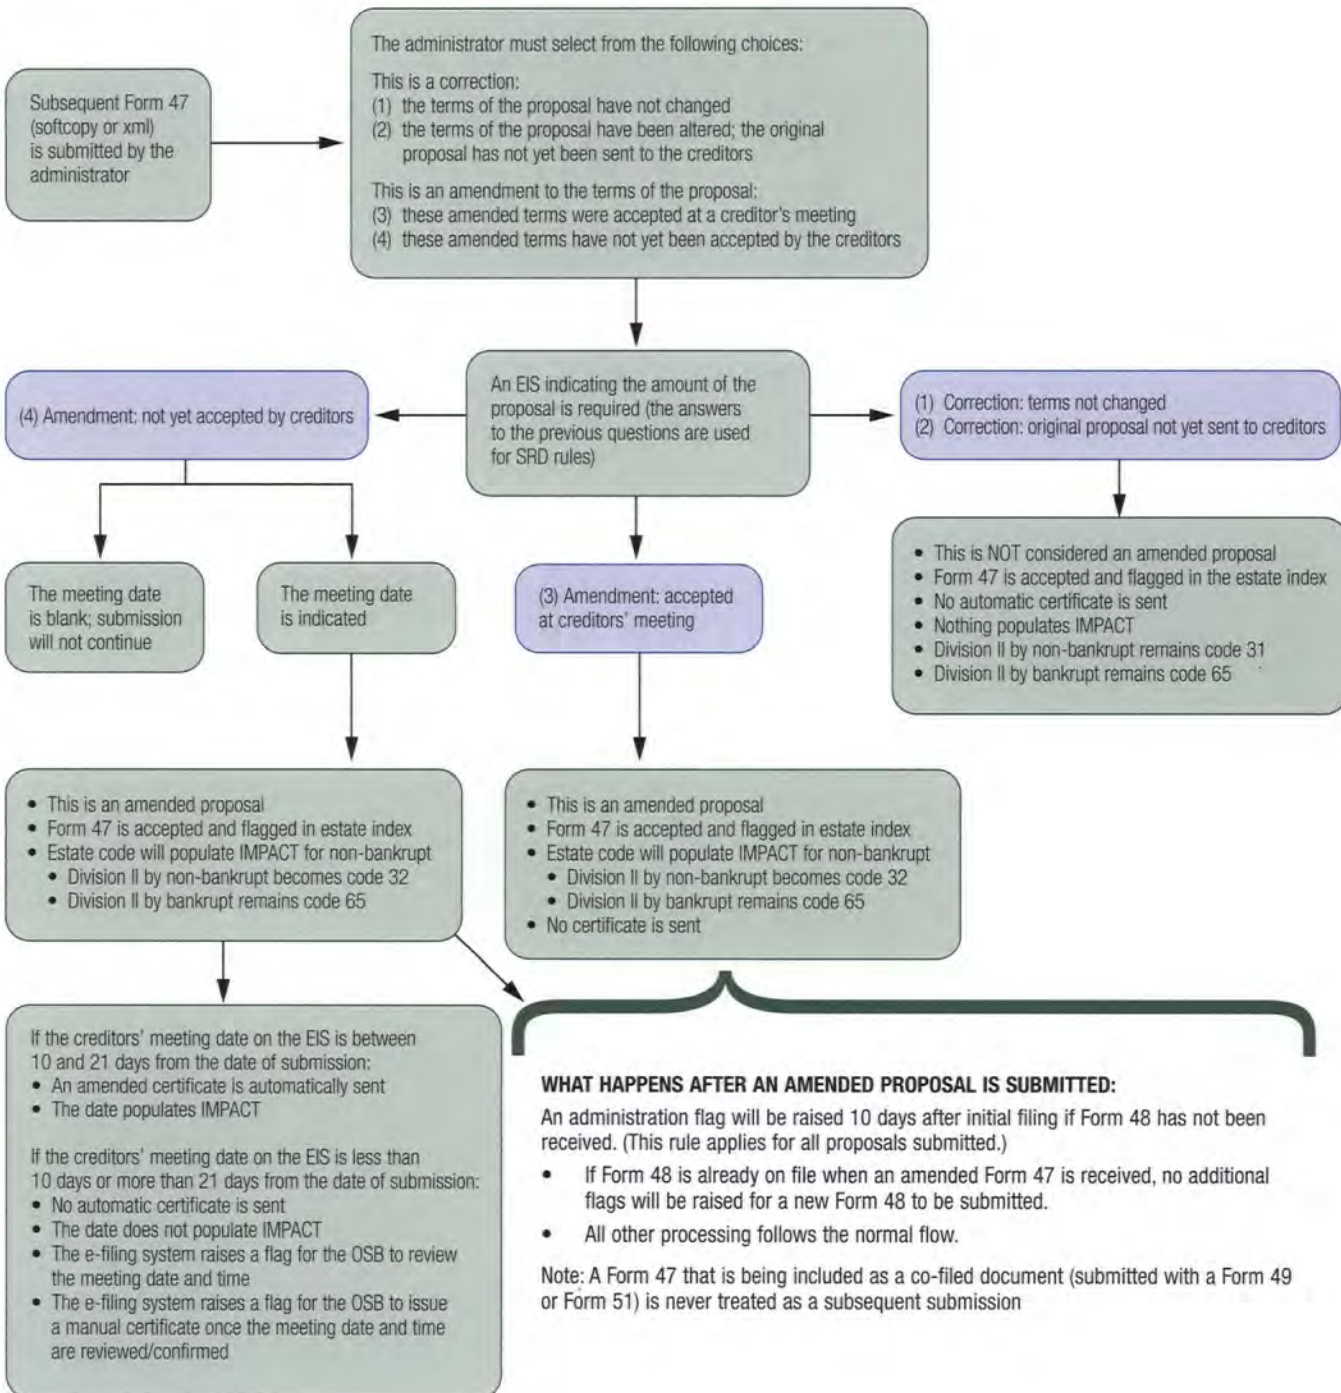 Subsequent Form 47
(softcopy or xml)
is submitted by the
administrator
The administrator must select from the following choices:
This is a correction:
(1) the terms of the proposal have not changed
(2) the terms of the proposal have been altered; the original
proposal has not yet been sent to the creditors
This is an amendment to the terms of the proposal:
(3) these amended terms were accepted at a creditor's meeting
(4) these amended terms have not yet been accepted by the creditors
An EIS indicating the amount of the
proposal is required (the answers
to the previous questions are used
for SRD rules)
(4) Amendment: not yet accepted by creditors
(1) Correction: terms not changed
(2) Correction: original proposal not yet sent to creditors
The meeting date
is blank; submission
will not continue
The meeting date
is indicated
(3) Amendment: accepted
at creditors' meeting
• This is NOT considered an amended proposal
• Form 47 is accepted and flagged in the estate index
• No automatic certificate is sent
• Nothing populates IMPACT
• Division II by non-bankrupt remains code 31
• Division II by bankrupt remains code 65
• This is an amended proposal
• Form 47 is accepted and flagged in estate index
• Estate code will populate IMPACT for non-bankrupt
• Division II by non-bankrupt becomes code 32
• Division II by bankrupt remains code 65
• This is an amended proposal
• Form 47 is accepted and flagged in estate index
• Estate code will populate IMPACT for non-bankrupt
• Division II by non-bankrupt becomes code 32
• Division II by bankrupt remains code 65
• No certificate is sent
If the creditors' meeting date on the EIS is between
10 and 21 days from the date of submission:
• An amended certificate is automatically sent
• The date populates IMPACT
If the creditors' meeting date on the EIS is less than
10 days or more than 21 days from the date of submission:
• No automatic certificate is sent
• The date does not populate IMPACT
• The e-filing system raises a flag for the OSB to review
the meeting date and time
• The e-filing system raises a flag for the OSB to issue
a manual certificate once the meeting date and time
are reviewed/confirmed
WHAT HAPPENS AFTER AN AMENDED PROPOSAL IS SUBMITTED:
An administration flag will be raised 10 days after initial filing if Form 48 has not been
received. (This rule applies for all proposals submitted.)
• If Form 48 is already on file when an amended Form 47 is received, no additional
flags will be raised for a new Form 48 to be submitted.
• All other processing follows the normal flow.
Note: A Form 47 that is being included as a co-filed document (submitted with a Form 49
or Form 51) is never treated as a subsequent submission